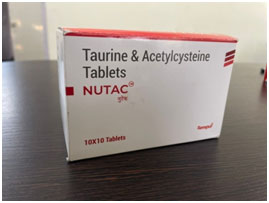 Taurine & Acetylcysteine
Tablets
NUTAC
10X10 Tablets